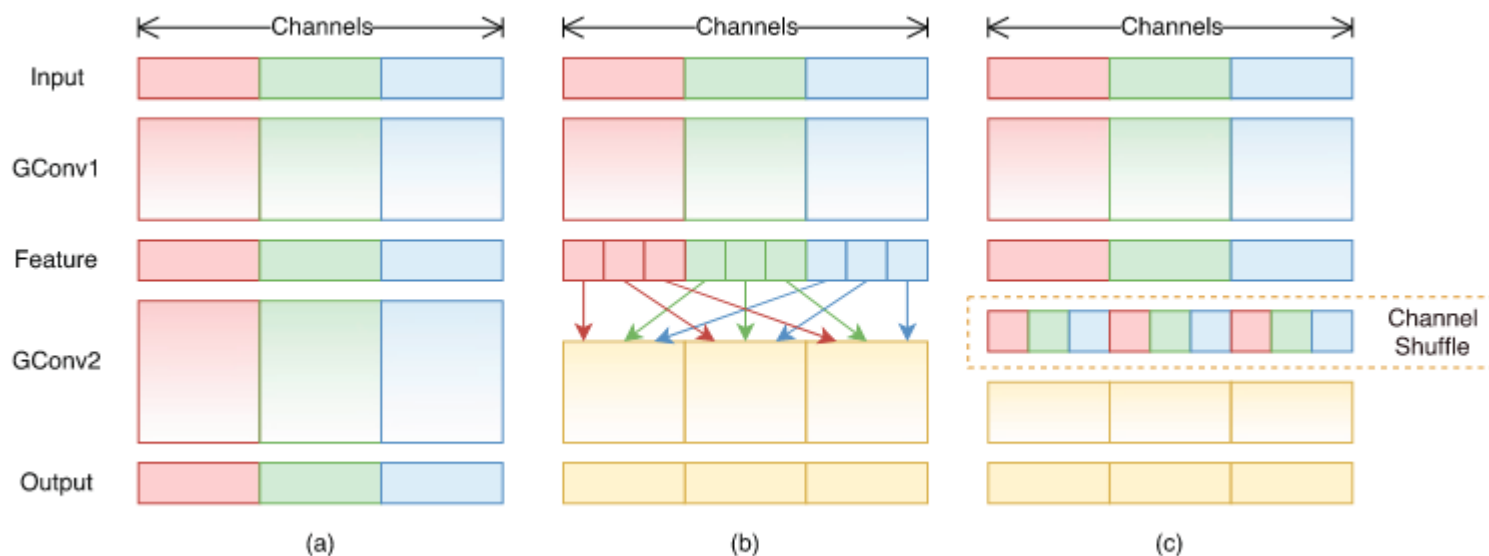 Channels Channels Channels
Input
GConv1
Feature
Channel
Shuffle
GConv2
Output
(a) (b) (c)